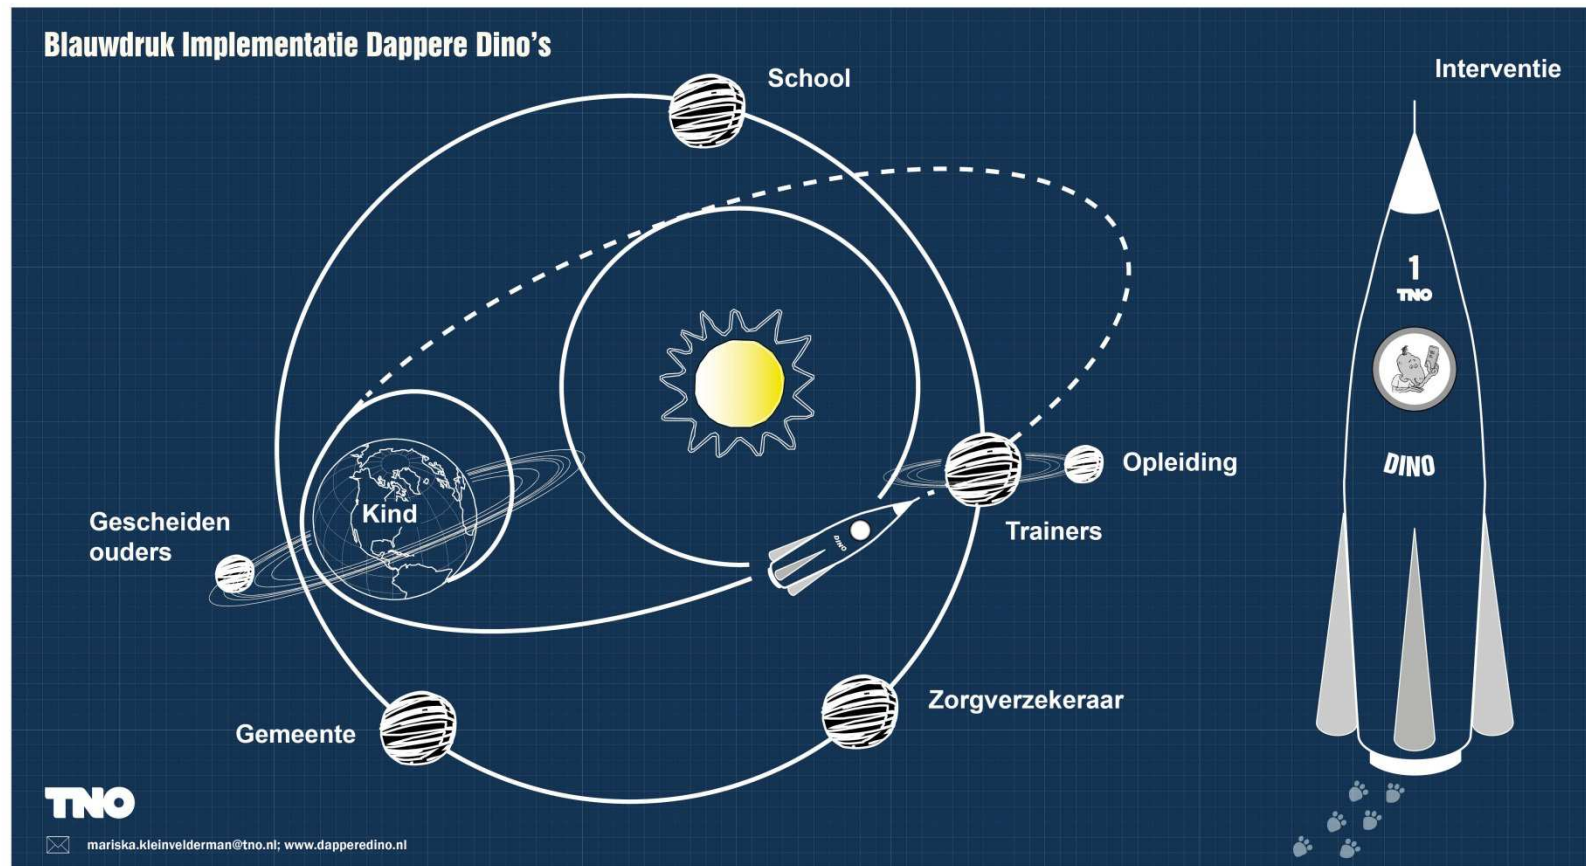 Blauwdruk Implementatie Dappere Dino's
School
Interventie
1
TNO
DINO
Opleiding
Trainers
DINO
Kind
Gescheiden
ouders
Zorgverzekeraar
Gemeente
TNO
mariska.kleinvelderman@tno.nl; www.dapperedino.nl